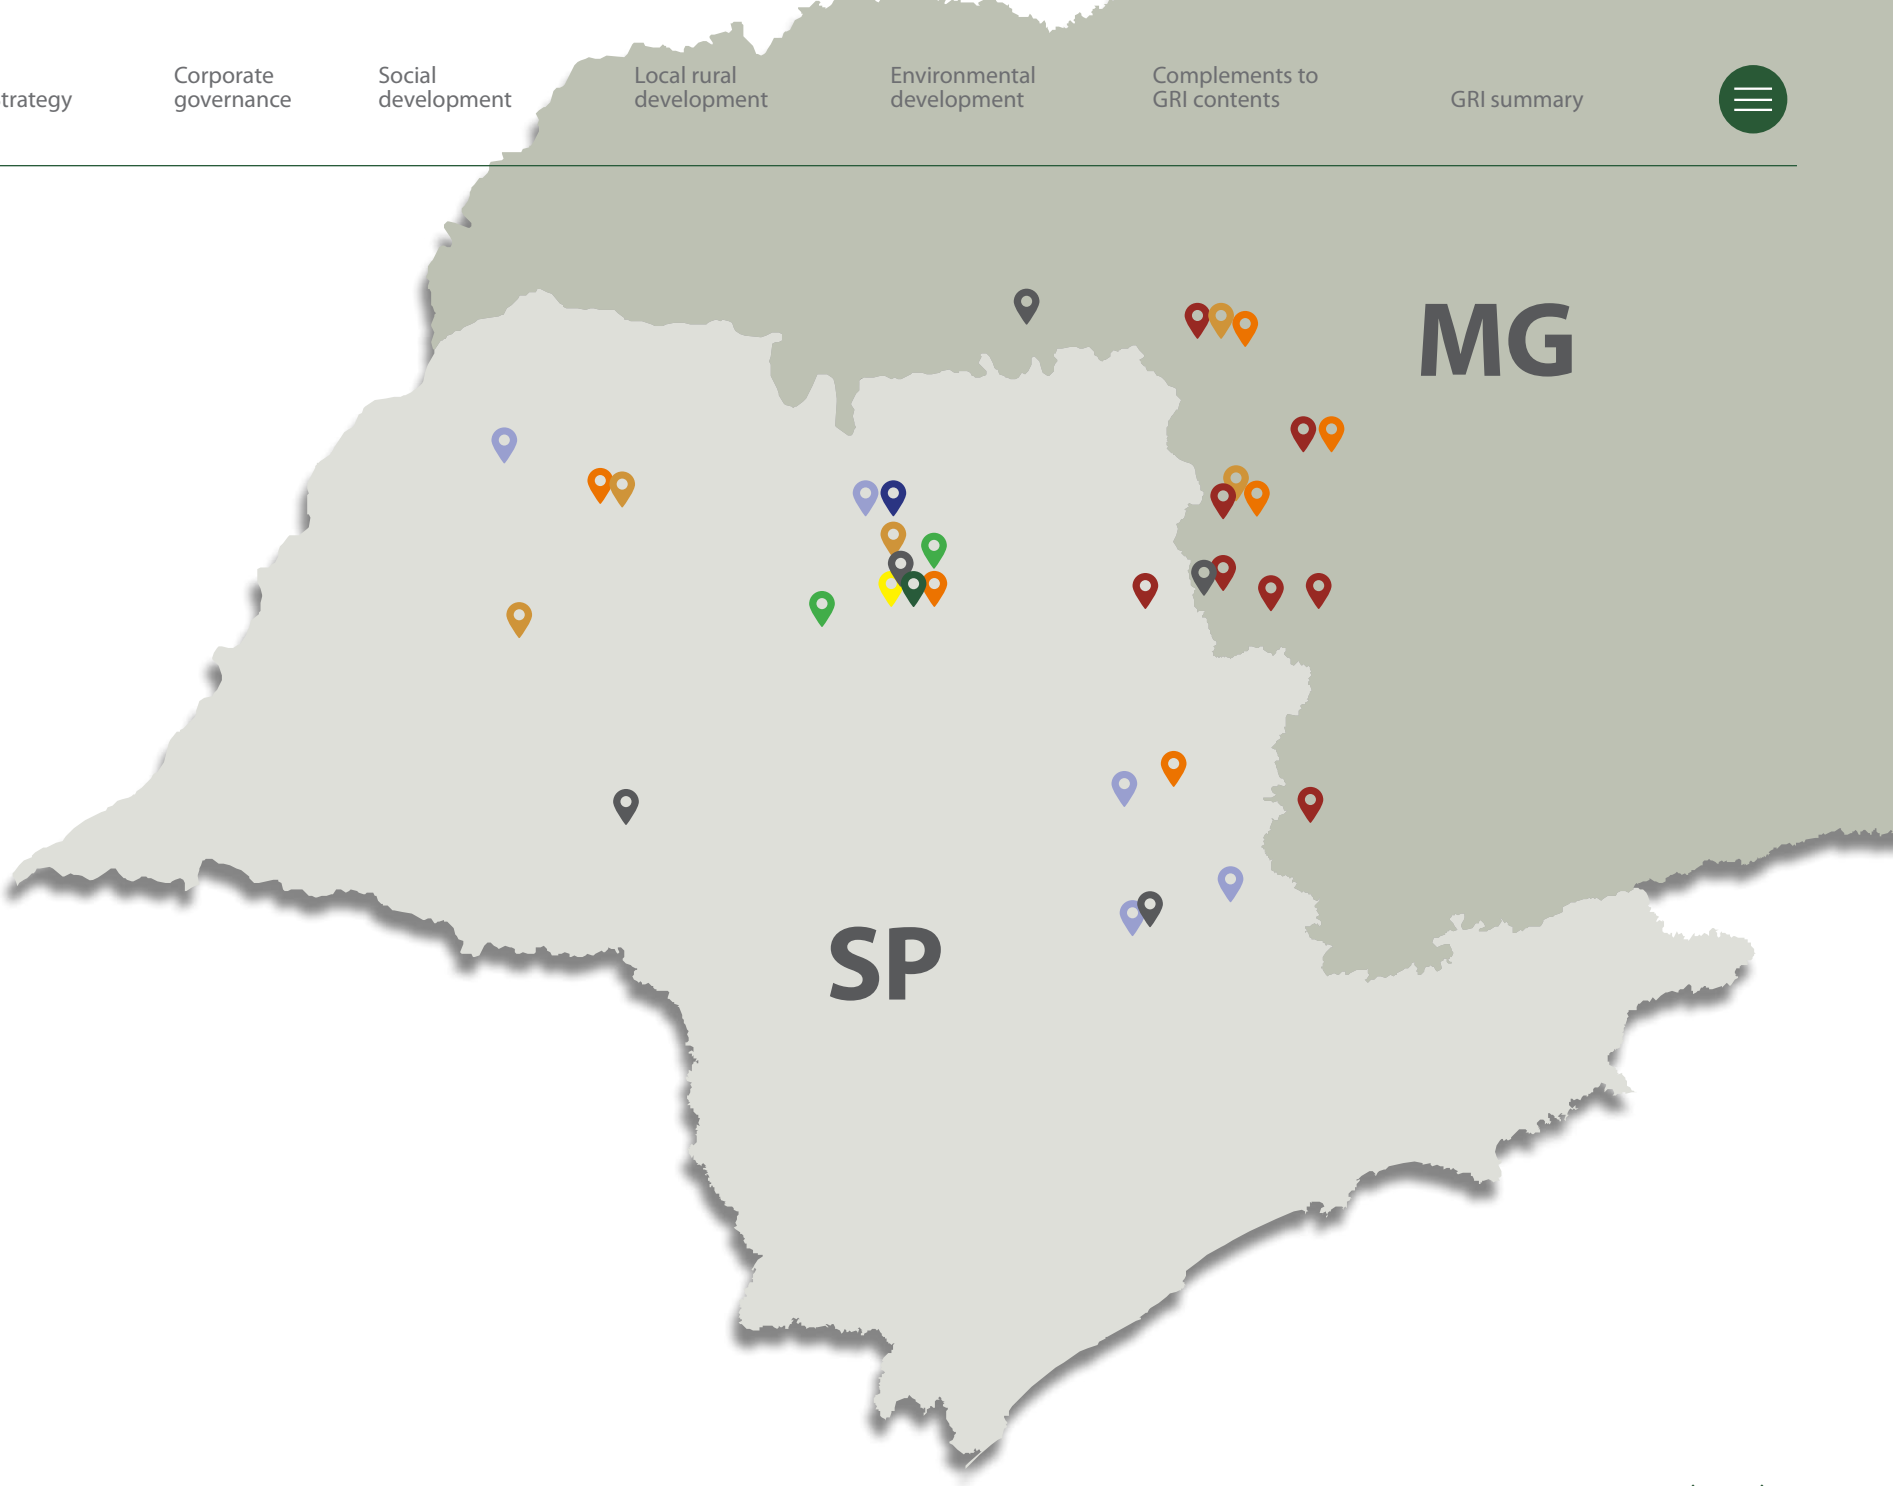 trategy
Corporate
governance
Social
development
Local rural
development
Environmental
development
Complements to
GRI contents
GRI summary
MG
SP